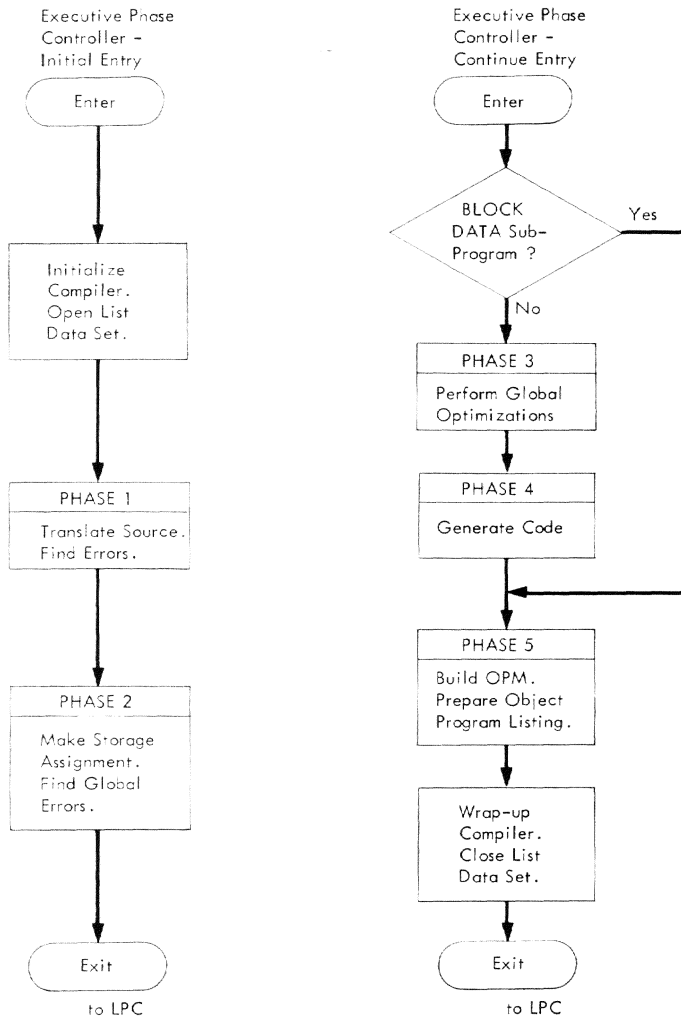 Executive Phase
Controller -
Initial Entry
Enter
Initialize
Compiler.
Open List
Data Set.
PHASE 1
Translate Source.
Find Errors.
PHASE 2
Make Storage
Assignment.
Find Global
Errors.
Exit
to LPC
Executive Phase
Controller -
Continue Entry
Enter
BLOCK
DATA Sub-
Program ?
Yes
No
PHASE 3
Perform Global
Optimizations
PHASE 4
Generate Code
PHASE 5
Build OPM.
Prepare Object
Program Listing.
Wrap-up
Compiler.
Close List
Data Set.
Exit
to LPC